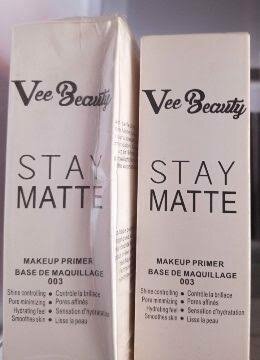 Vee Beauty
STAY
MATTE
MAKEUP PRIMER
BASE DE MAQUILLAGE
003
Shine controlling • Contrôle la brillace
Pore minimizing • Pores affinés
Hydrating feel • Sensation d'hydratation
Smoothes skin • Lisse la peau
Vee Beauty
STAY
MATTE
MAKEUP PRIMER
BASE DE MAQUILLAGE
003
Shine controlling • Contrôle la brillace
Pore minimizing • Pores affinés
Hydrating feel • Sensation d'hydratation
Smoothes skin • Lisse la peau